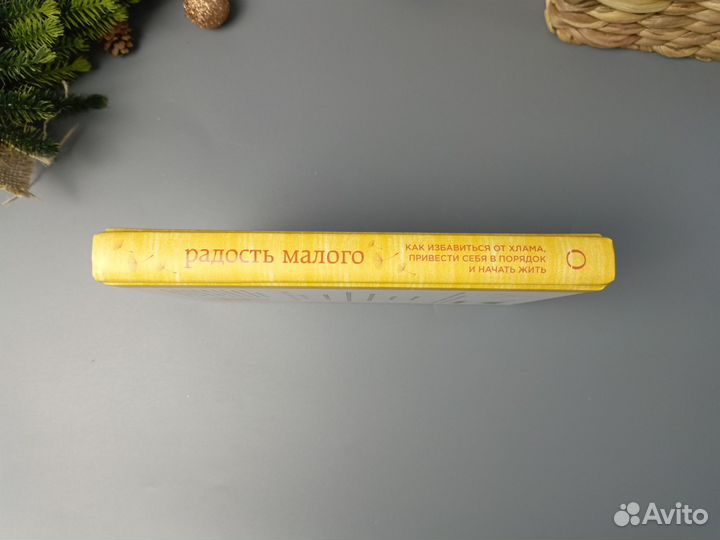 радость малого
КАК ИЗБАВИТЬСЯ ОТ ХЛАМА,
ПРИВЕСТИ СЕБЯ В ПОРЯДОК
И НАЧАТЬ ЖИТЬ
Avito